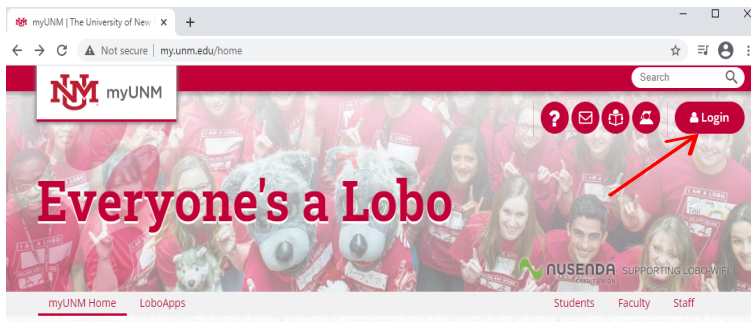 myUNM | The University of New
Not secure | my.unm.edu/home
Search
UNM myUNM
Login
Everyone's a Lobo
NUSENDA SUPPORTING LOBO-WIFI
CREDIT UNION
myUNM Home LoboApps Students Faculty Staff